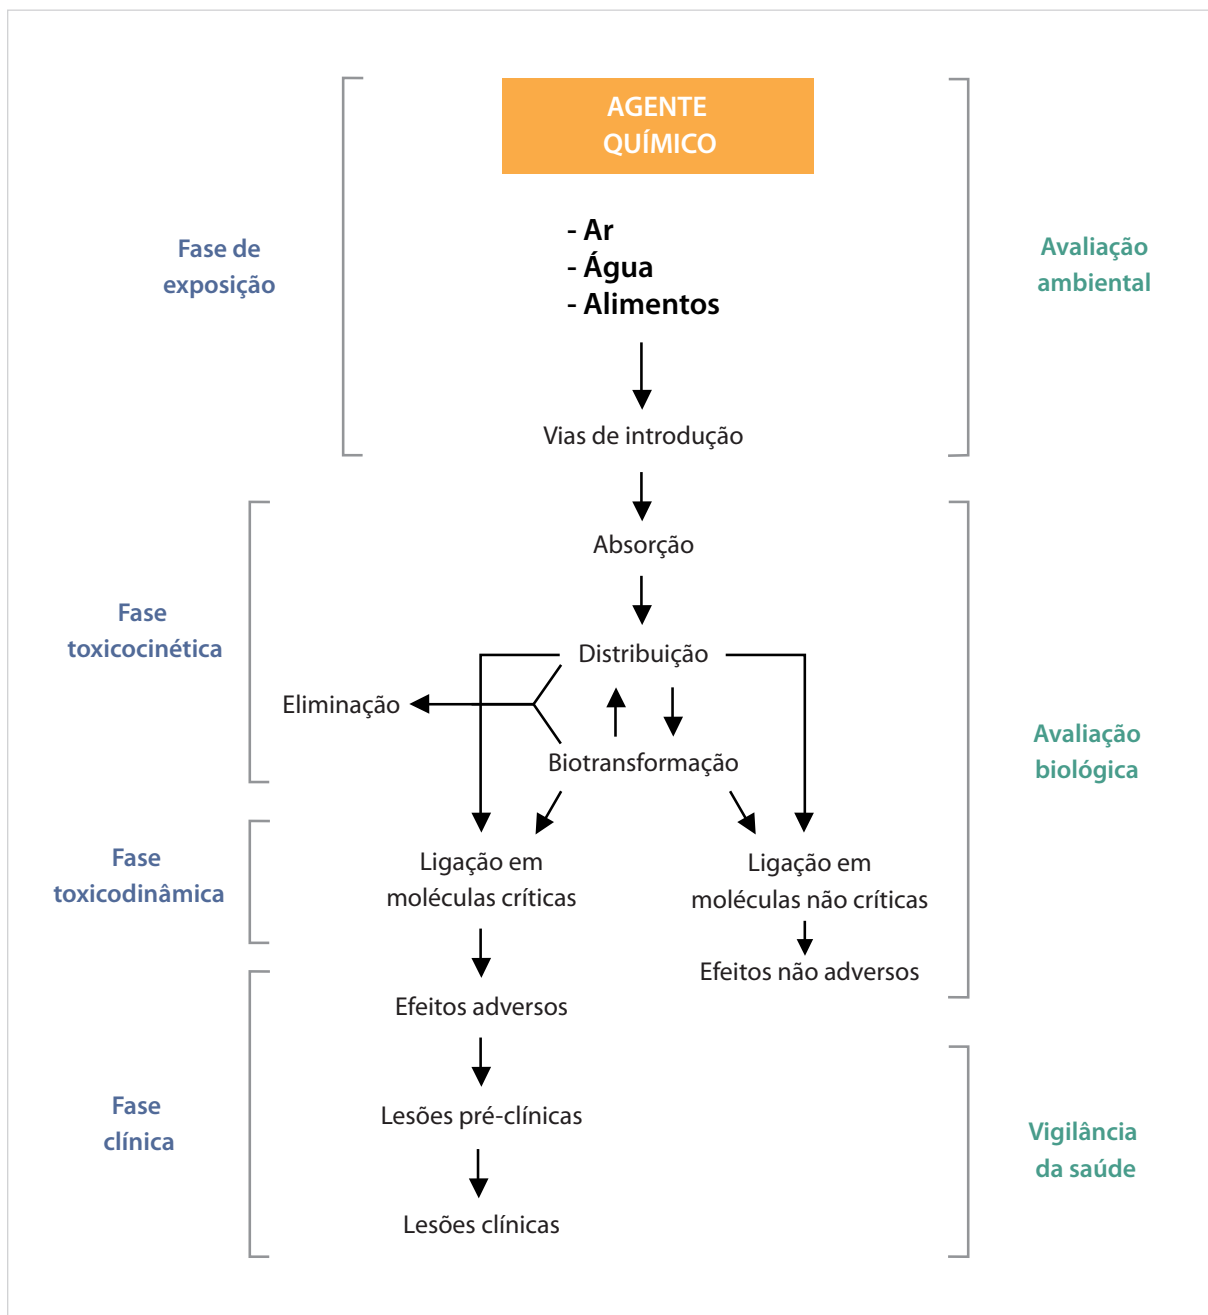 AGENTE
QUÍMICO
- Ar
- Água
- Alimentos
Fase de
exposição
Avaliação
ambiental
Vias de introdução
Absorção
Fase
toxicocinética
Distribuição
Eliminação
Biotransformação
Avaliação
biológica
Fase
toxicodinâmica
Ligação em
moléculas críticas
Ligação em
moléculas não críticas
Efeitos não adversos
Efeitos adversos
Fase
clínica
Lesões pré-clínicas
Vigilância
da saúde
Lesões clínicas